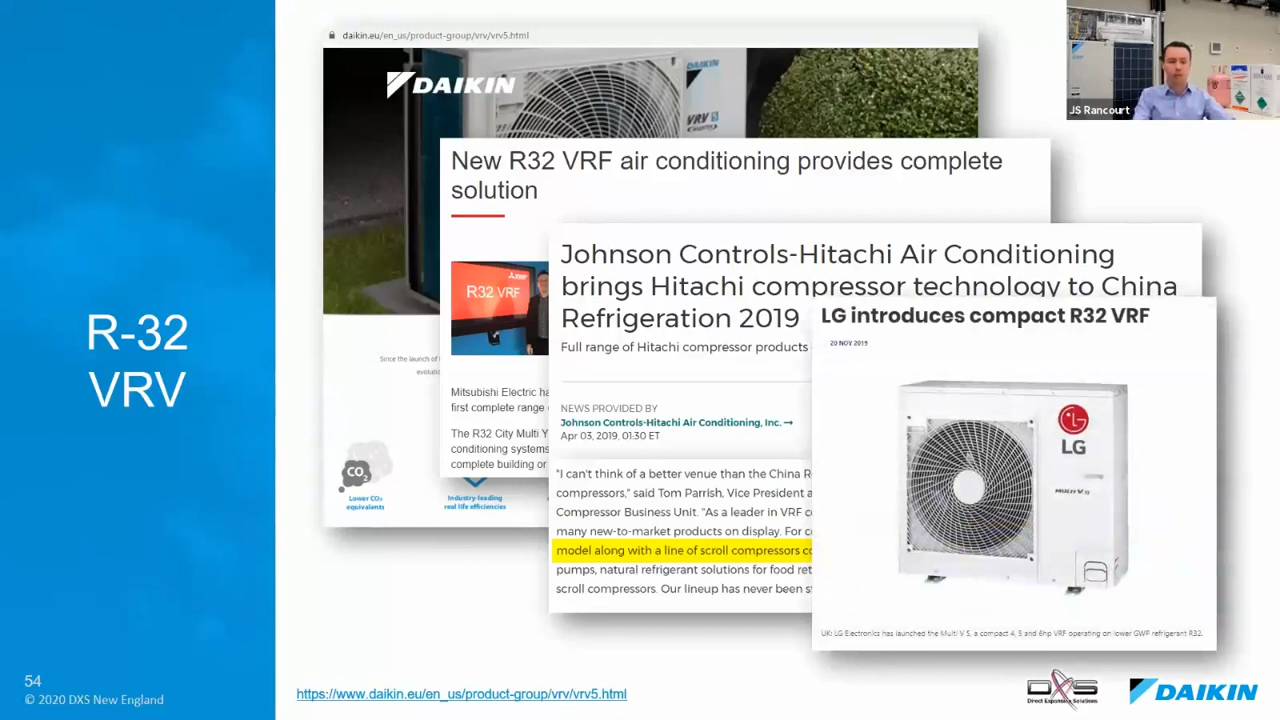 R-32
VRV
54
© 2020 DXS New England
daikin.eu/en_us/product-group/vrv/vrv5.html
DAIKIN
VRV 5
Since the launch of
evolutio
CO2
Lower CO₂
equivalents
Industry-leading
real life efficiencies
New R32 VRF air conditioning provides complete
solution
R32 VRF
Mitsubishi Electric ha
first complete range
The R32 City Multi Y
conditioning systems
complete building or
Johnson Controls-Hitachi Air Conditioning
brings Hitachi compressor technology to China
Refrigeration 2019
Full range of Hitachi compressor products
NEWS PROVIDED BY
Johnson Controls-Hitachi Air Conditioning, Inc. →
Apr 03, 2019, 01:30 ET
"I can't think of a better venue than the China R
compressors," said Tom Parrish, Vice President a
Compressor Business Unit. "As a leader in VRF c
many new-to-market products on display. For c
model along with a line of scroll compressors c
pumps, natural refrigerant solutions for food ret
scroll compressors. Our lineup has never been s
LG introduces compact R32 VRF
20 NOV 2019
LG
MULTI V S
UK: LG Electronics has launched the Multi V S, a compact 4, 5 and 6hp VRF operating on lower GWP refrigerant R32.
JS Rancourt
https://www.daikin.eu/en_us/product-group/vrv/vrv5.html
DXS
Direct Expansion Solutions
DAIKIN